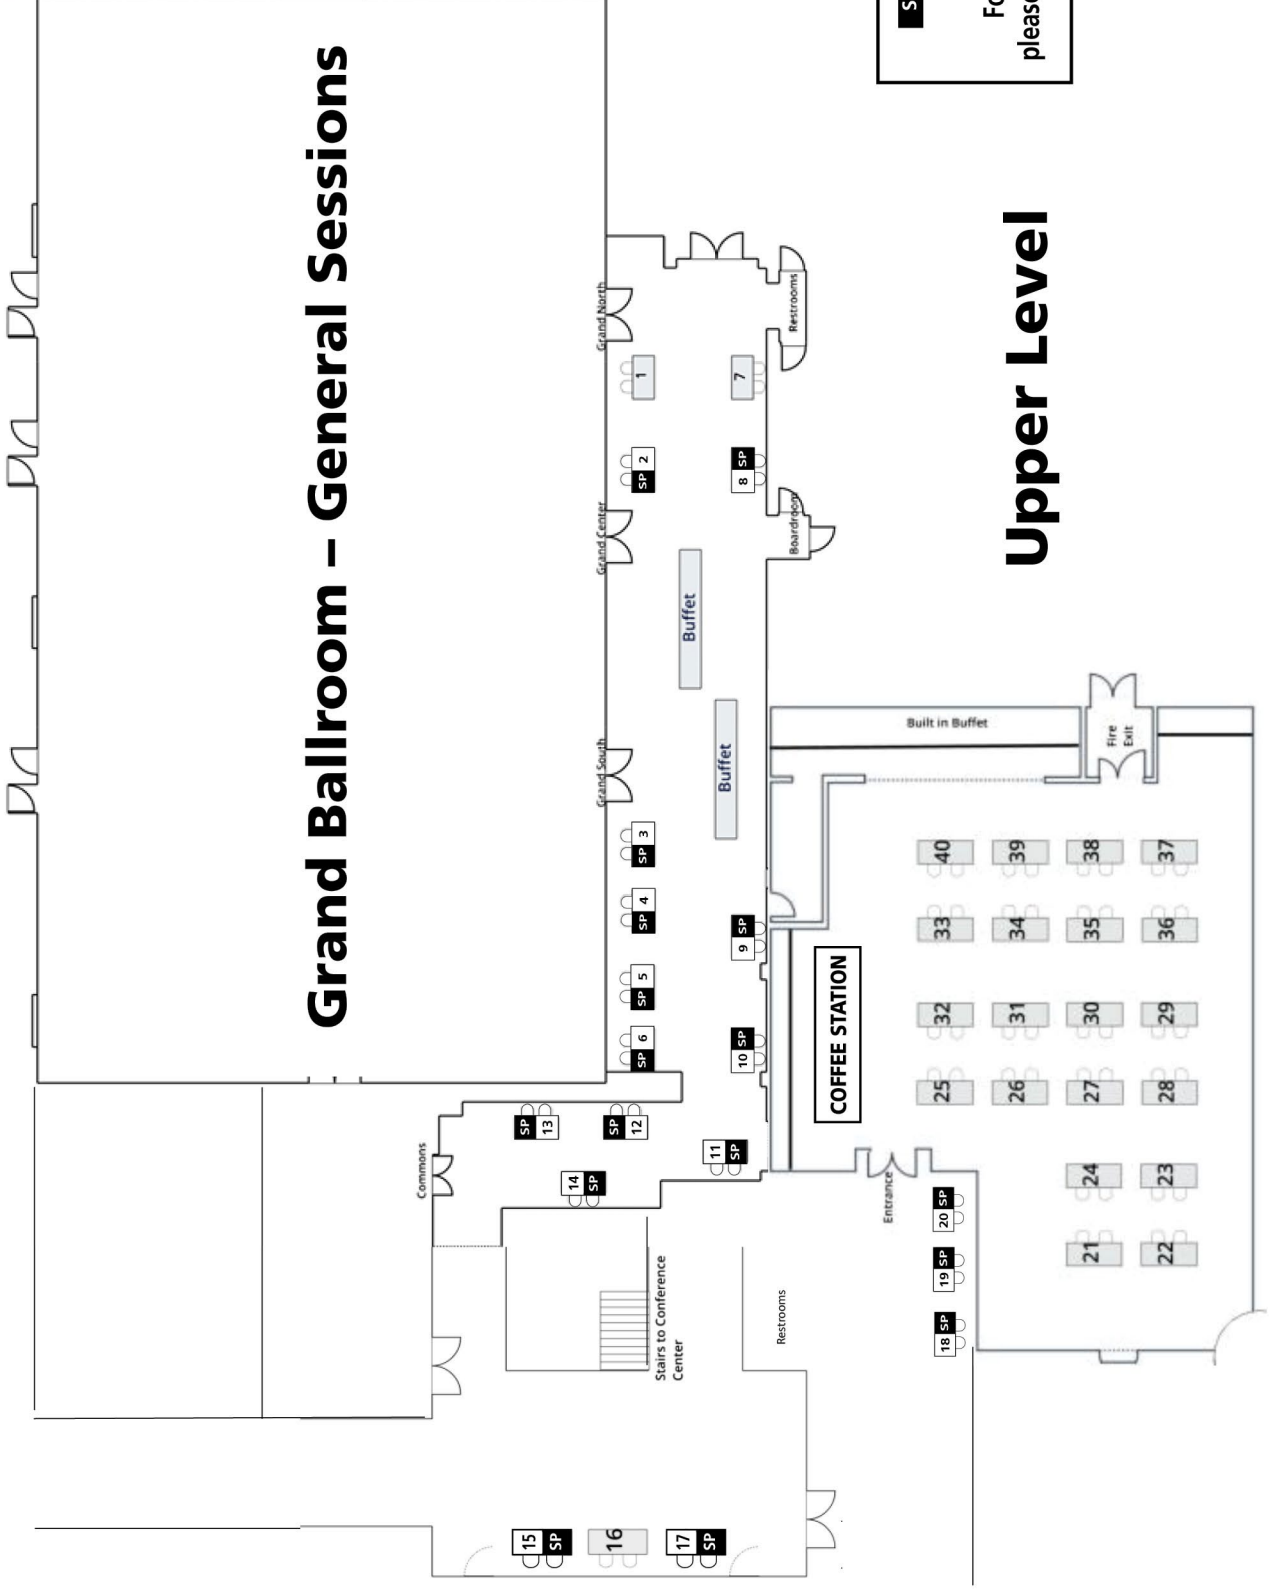 Grand Ballroom – General Sessions
Commons
Grand South
Grand Center
Grand North
15 SP
16
17 SP
14 SP
SP 13
SP 12
11 SP
SP 6
SP 5
SP 4
SP 3
SP 2
1
Buffet
Buffet
10 SP
9 SP
8 SP
7
Stairs to Conference
Center
Restrooms
Boardroom
Restrooms
COFFEE STATION
Entrance
Built in Buffet
Fire
Exit
18 SP
19 SP
20 SP
25
32
33
40
26
31
34
39
21
24
27
30
35
38
22
23
28
29
36
37
Upper Level
S
Fo
please